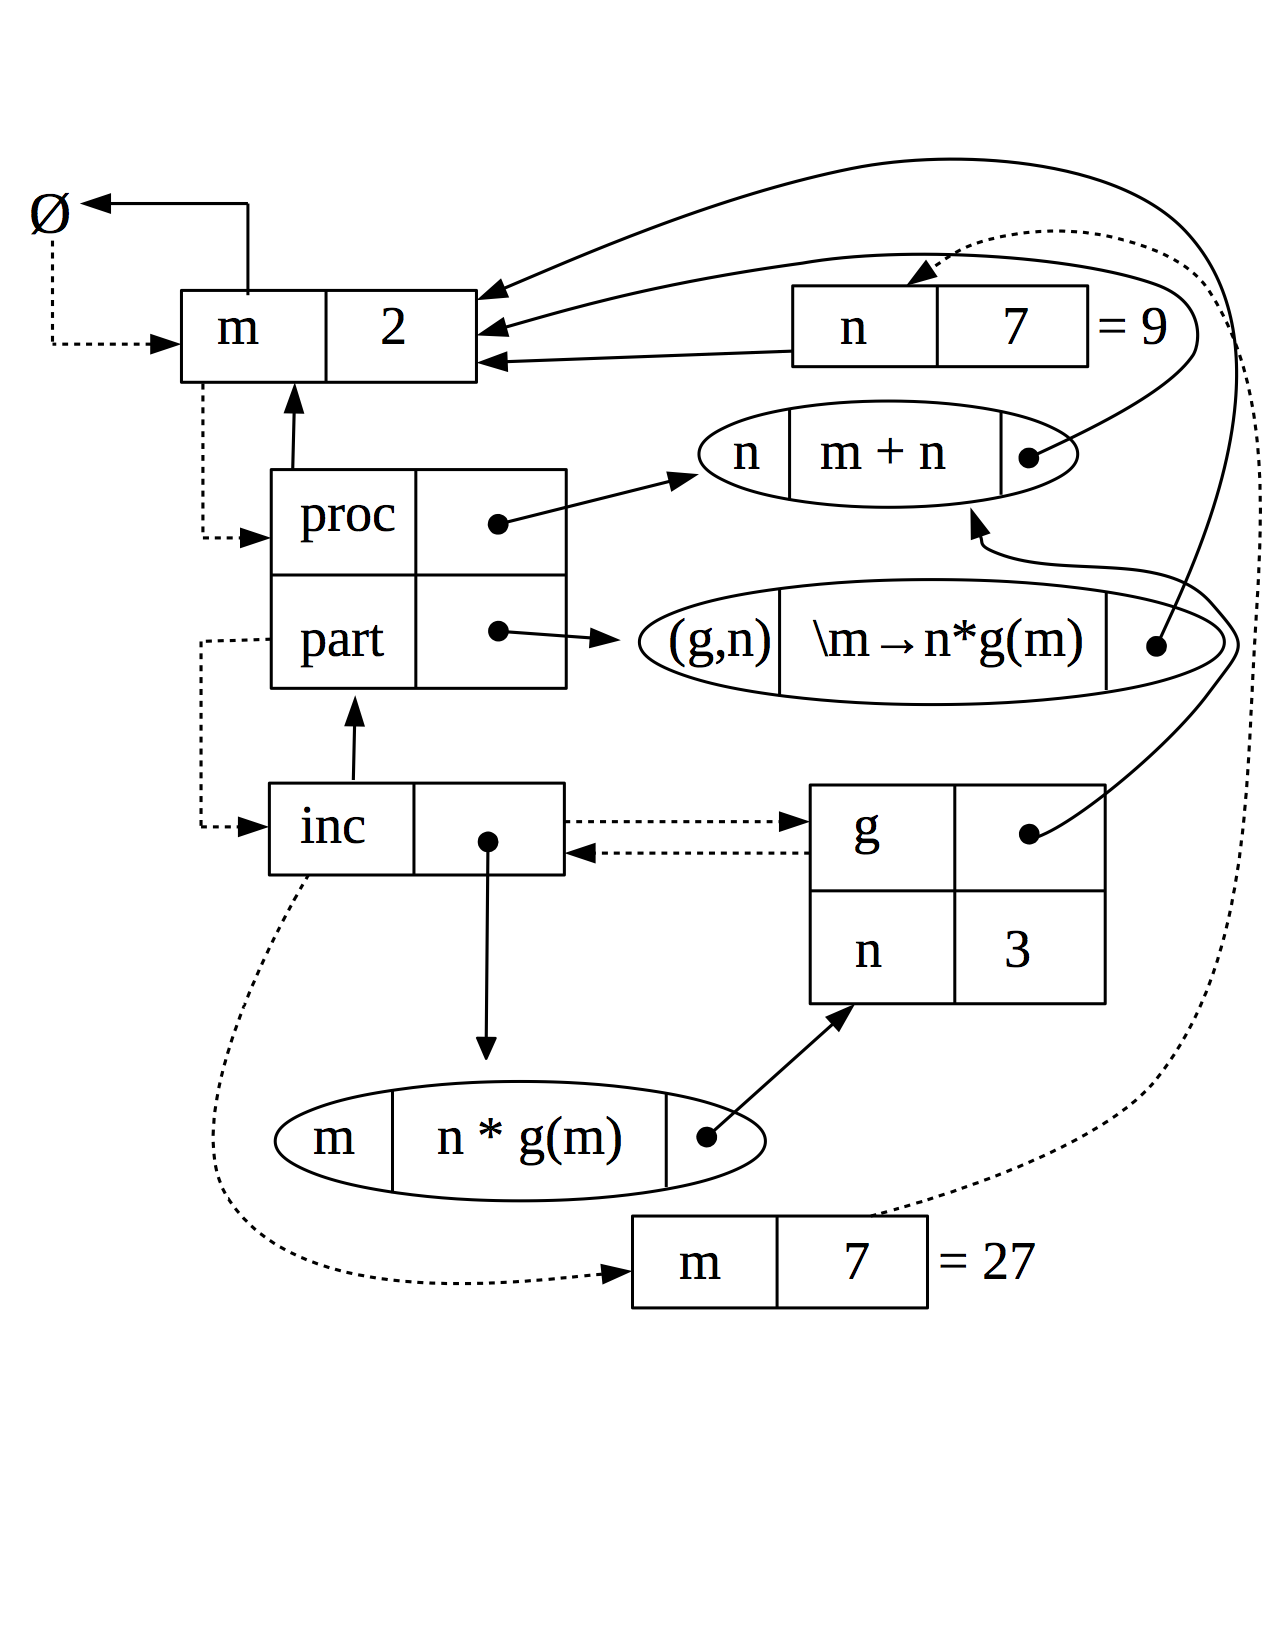 Ø
m 2
n 7 = 9
n m + n
proc
part
(g,n) \m→n*g(m)
inc
g
n 3
m n * g(m)
m 7 = 27